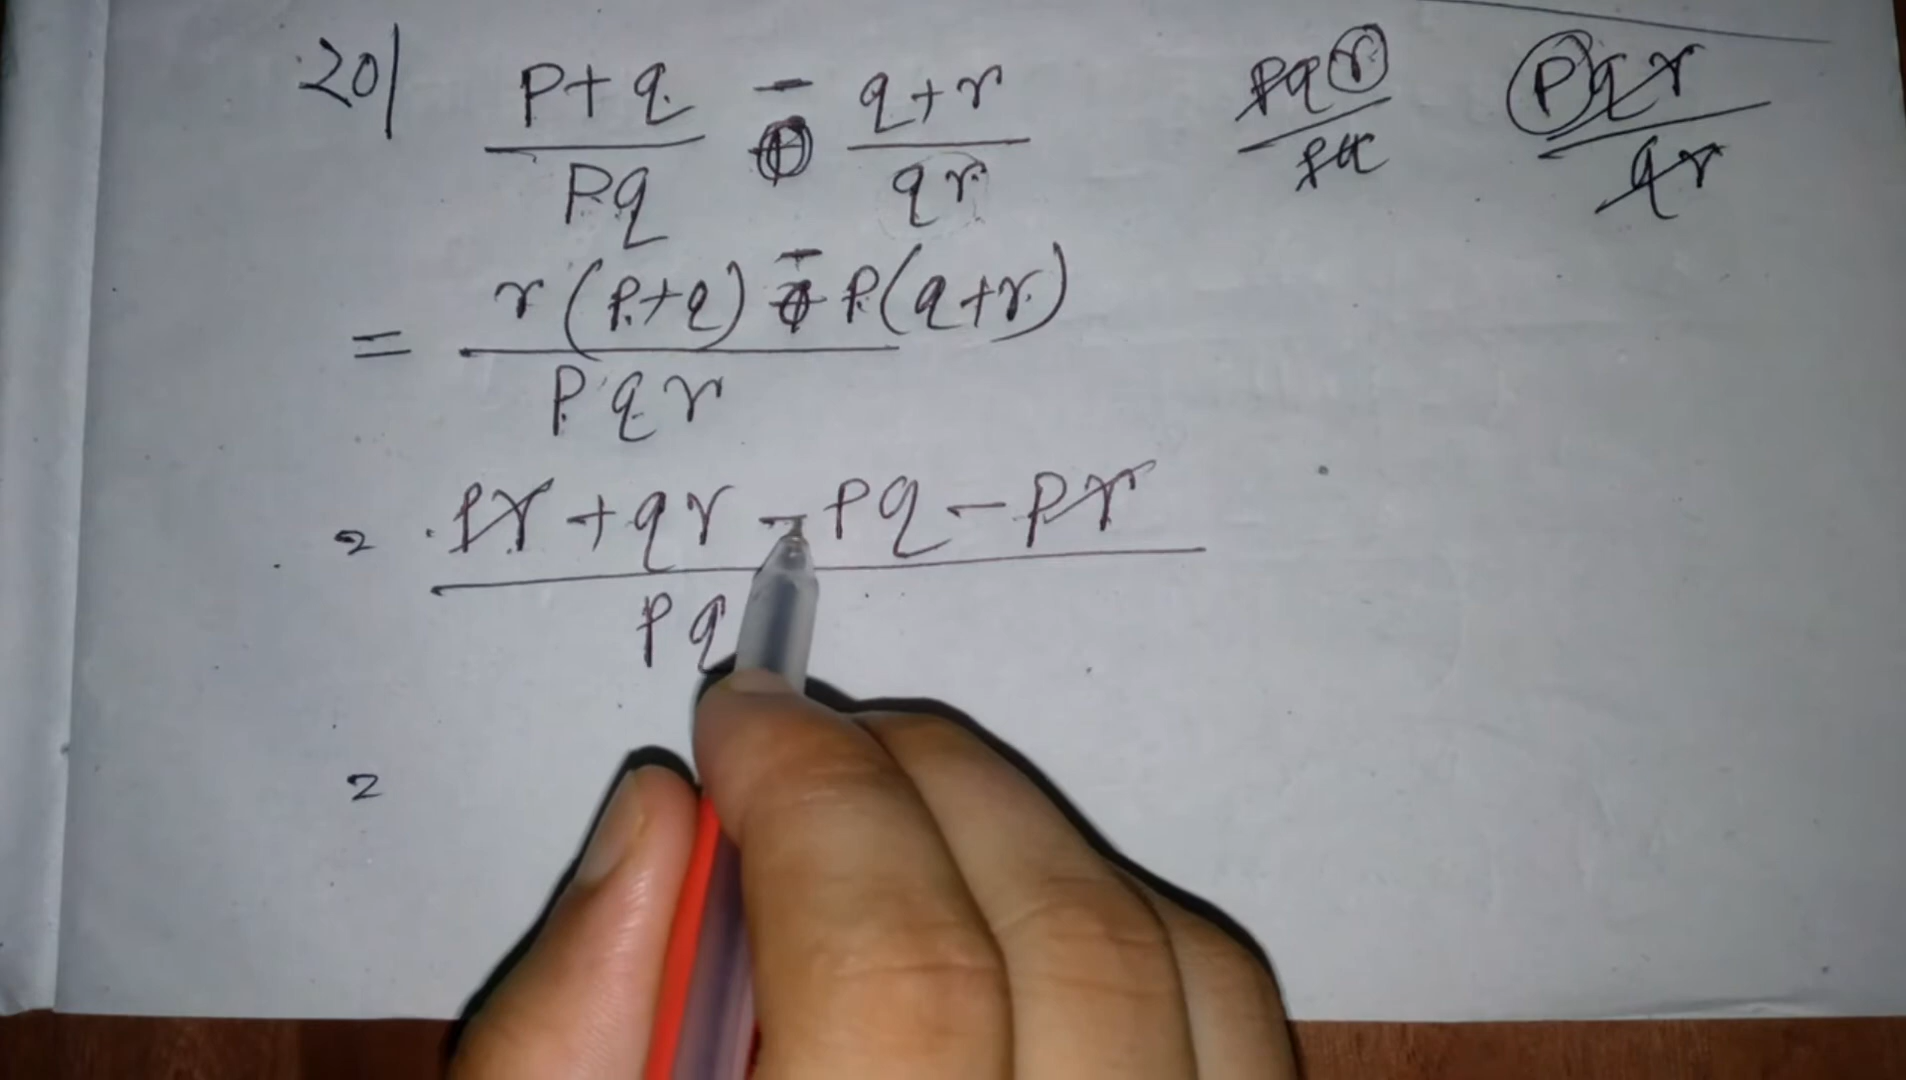 20| P+q/Pq - q+r/qr pqr/pq pqr/qr
= r(p+q) - p(q+r)/pqr
= pr+qr-pq-pr/pq
=